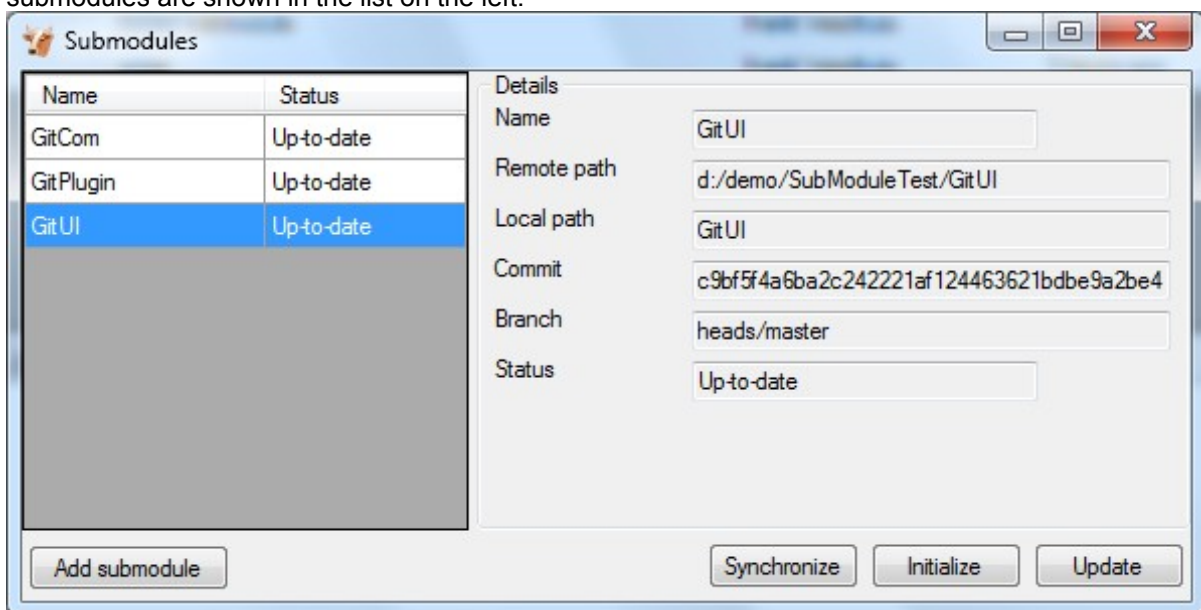 submodules are shown in the list on the left.
Submodules
Name Status
GitCom Up-to-date
GitPlugin Up-to-date
GitUI Up-to-date
Details
Name GitUI
Remote path d:/demo/SubModuleTest/GitUI
Local path GitUI
Commit c9bf5f4a6ba2c242221af124463621bdbe9a2be4
Branch heads/master
Status Up-to-date
Add submodule Synchronize Initialize Update